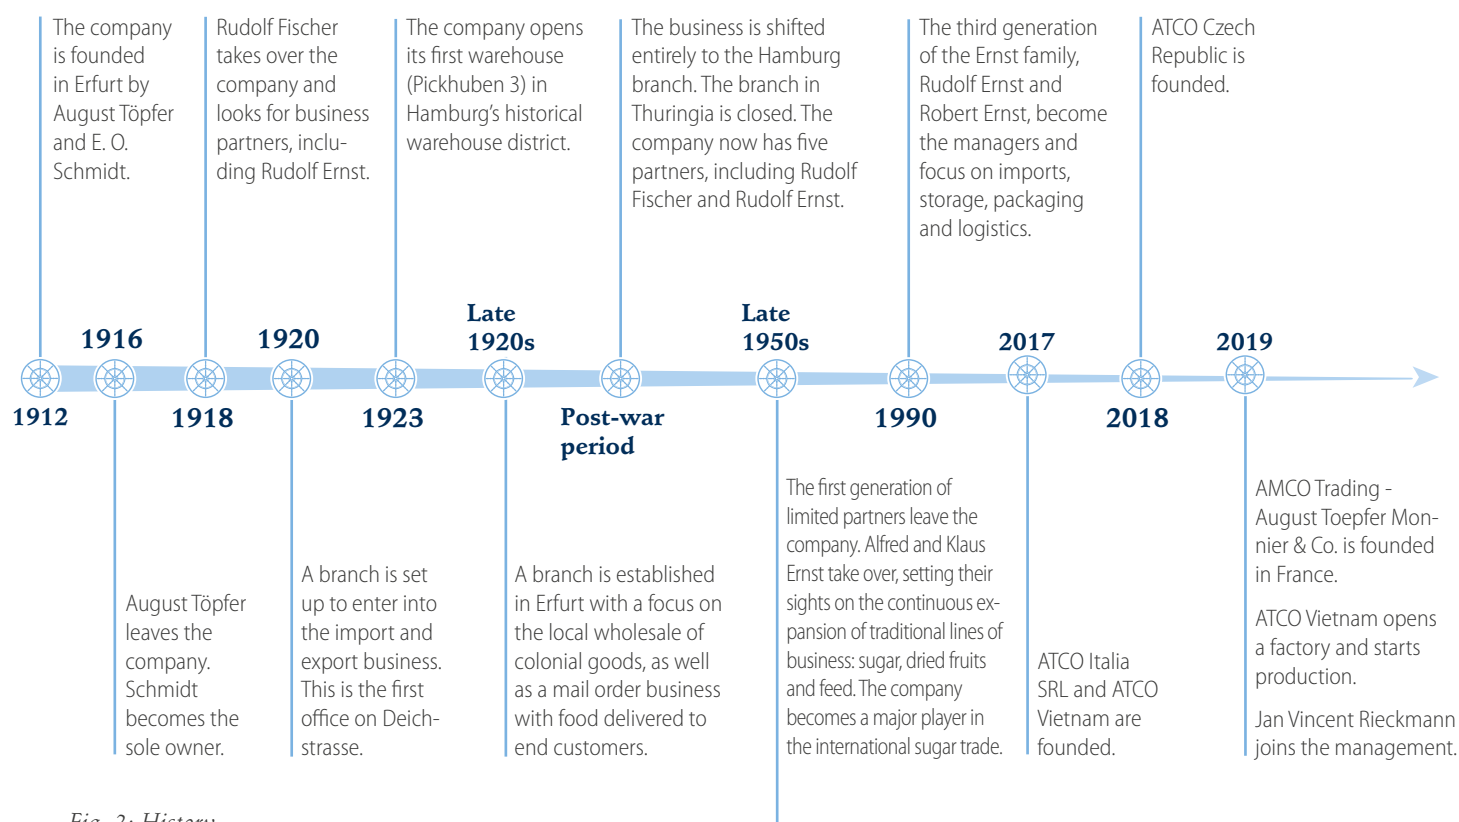 The company
is founded
in Erfurt by
August Töpfer
and E. O.
Schmidt.
Rudolf Fischer
takes over the
company and
looks for business
partners, inclu-
ding Rudolf Ernst.
The company opens
its first warehouse
(Pickhuben 3) in
Hamburg's historical
warehouse district.
The business is shifted
entirely to the Hamburg
branch. The branch in
Thuringia is closed. The
company now has five
partners, including Rudolf
Fischer and Rudolf Ernst.
The third generation
of the Ernst family,
Rudolf Ernst and
Robert Ernst, become
the managers and
focus on imports,
storage, packaging
and logistics.
ATCO Czech
Republic is
founded.
1916
1920
Late
1920s
Late
1950s
2017
2019
1912
1918
1923
Post-war
period
1990
2018
August Töpfer
leaves the
company.
Schmidt
becomes the
sole owner.
A branch is set
up to enter into
the import and
export business.
This is the first
office on Deich-
strasse.
A branch is established
in Erfurt with a focus on
the local wholesale of
colonial goods, as well
as a mail order business
with food delivered to
end customers.
The first generation of
limited partners leave the
company. Alfred and Klaus
Ernst take over, setting their
sights on the continuous ex-
pansion of traditional lines of
business: sugar, dried fruits
and feed. The company
becomes a major player in
the international sugar trade.
ATCO Italia
SRL and ATCO
Vietnam are
founded.
AMCO Trading -
August Toepfer Mon-
nier & Co. is founded
in France.
ATCO Vietnam opens
a factory and starts
production.
Jan Vincent Rieckmann
joins the management.
Fig. 2: History